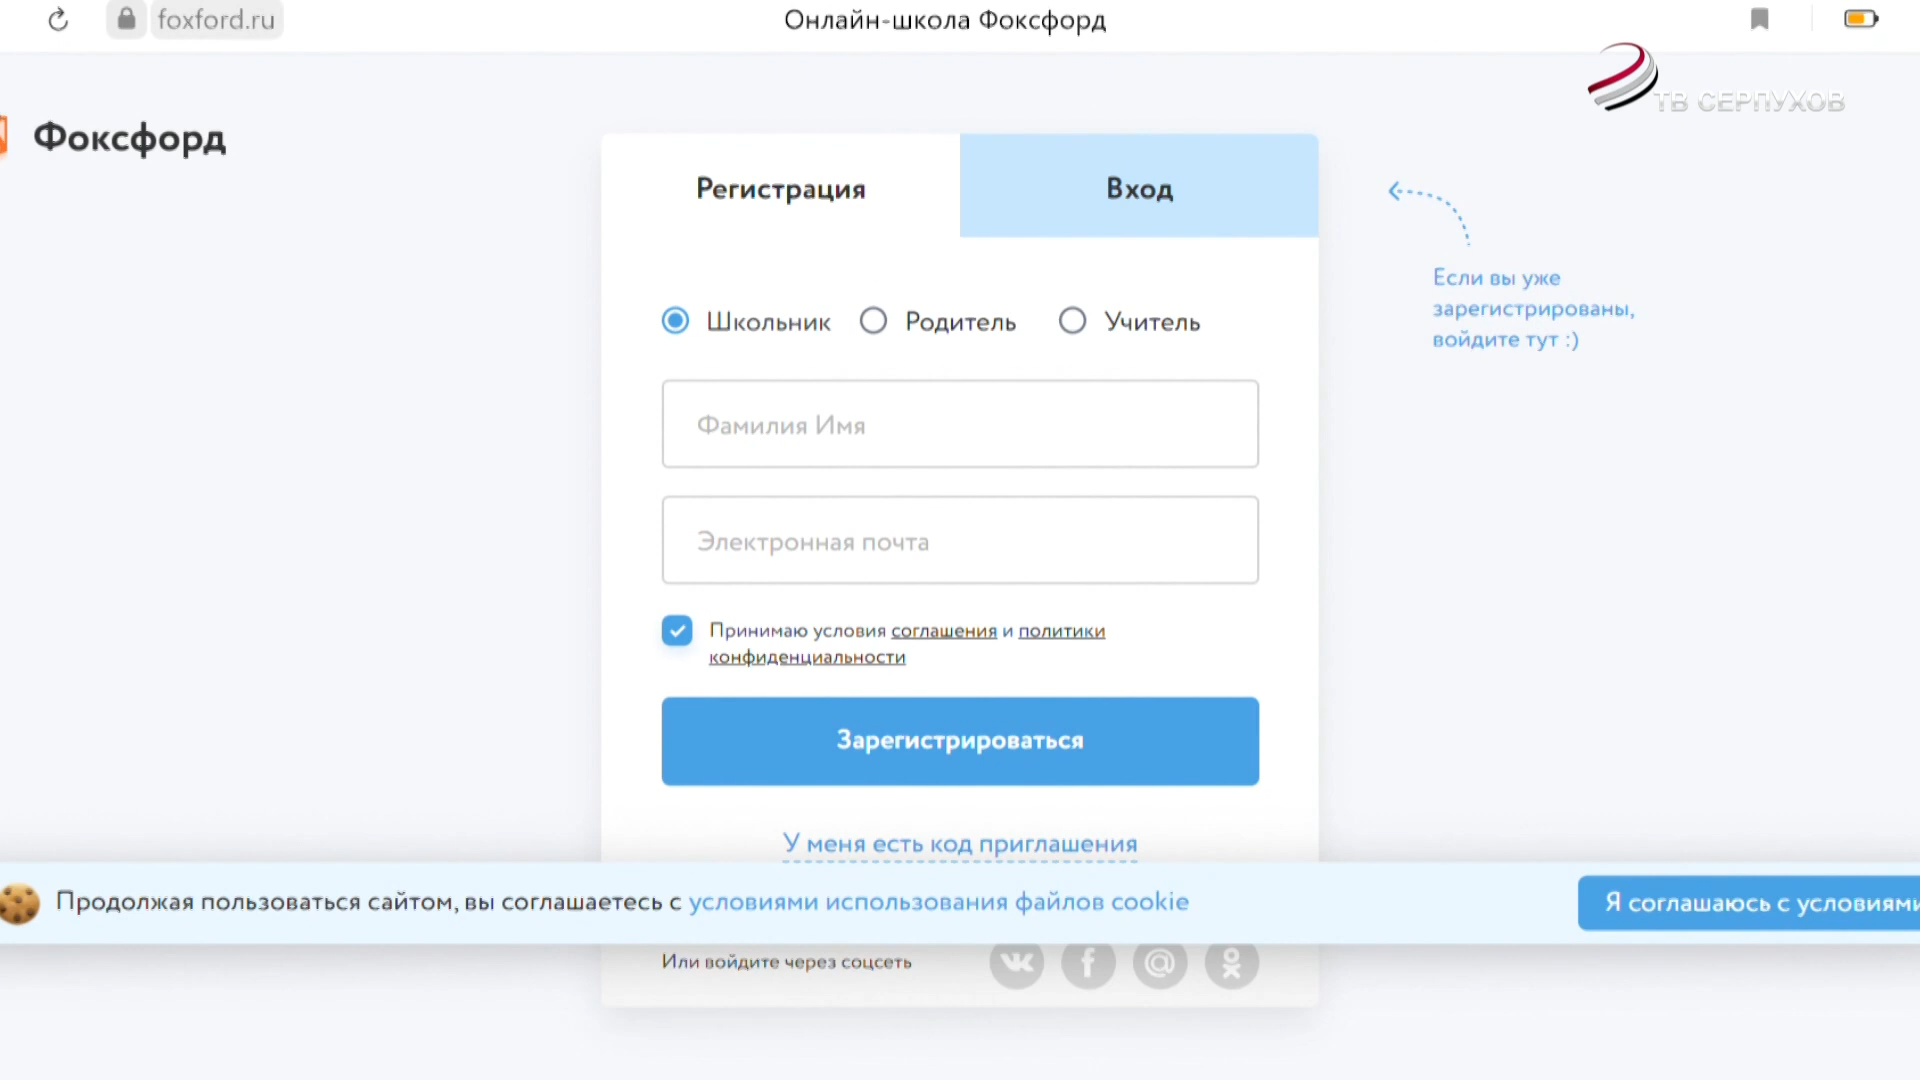 foxford.ru
Онлайн-школа Фоксфорд
ТВ СЕРПУХОВ
Фоксфорд
Регистрация
Вход
Если вы уже
зарегистрированы,
войдите тут :)
Школьник
Родитель
Учитель
Фамилия Имя
Электронная почта
Принимаю условия соглашения и политики
конфиденциальности
Зарегистрироваться
У меня есть код приглашения
Продолжая пользоваться сайтом, вы соглашаетесь с условиями использования файлов cookie
Я соглашаюсь с условиями
Или войдите через соцсеть